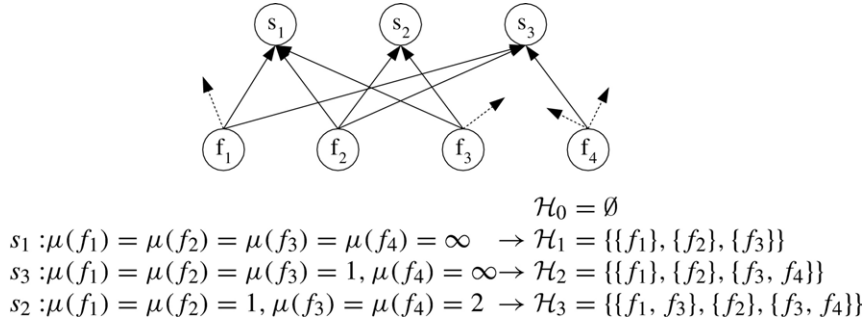 s₁ s₂ s₃
f₁ f₂ f₃ f₄
ℋ₀ = ∅
s₁ :μ(f₁) = μ(f₂) = μ(f₃) = μ(f₄) = ∞ → ℋ₁ = {{f₁}, {f₂}, {f₃}}
s₃ :μ(f₁) = μ(f₂) = μ(f₃) = 1, μ(f₄) = ∞ → ℋ₂ = {{f₁}, {f₂}, {f₃, f₄}}
s₂ :μ(f₁) = μ(f₂) = 1, μ(f₃) = μ(f₄) = 2 → ℋ₃ = {{f₁, f₃}, {f₂}, {f₃, f₄}}